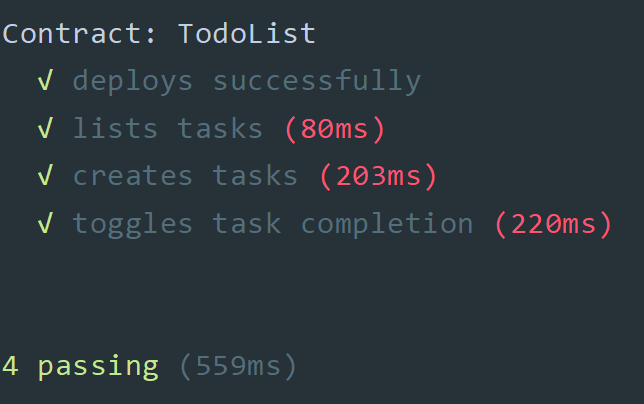 Contract: TodoList
√ deploys successfully
√ lists tasks (80ms)
√ creates tasks (203ms)
√ toggles task completion (220ms)
4 passing (559ms)